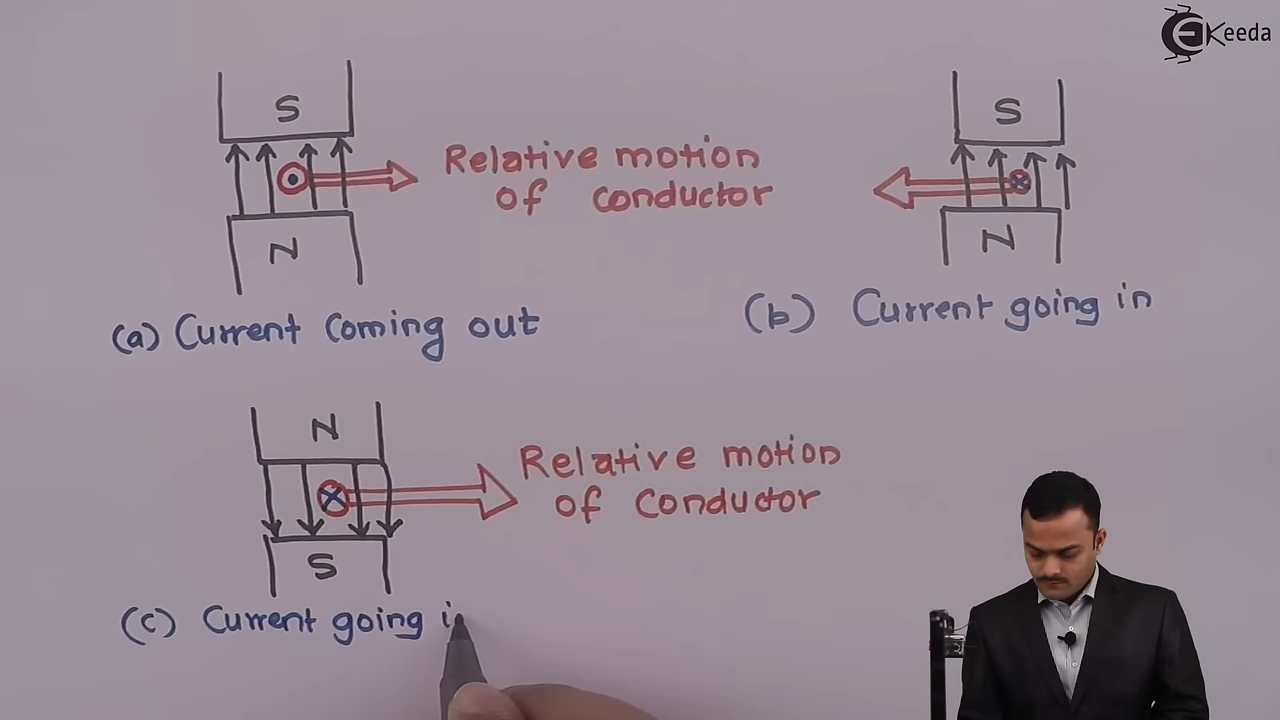 EKeeda
S
N
Relative motion
of conductor
S
N
(a) Current Coming out
(b) Current going in
N
S
Relative motion
of conductor
(c) Current going i